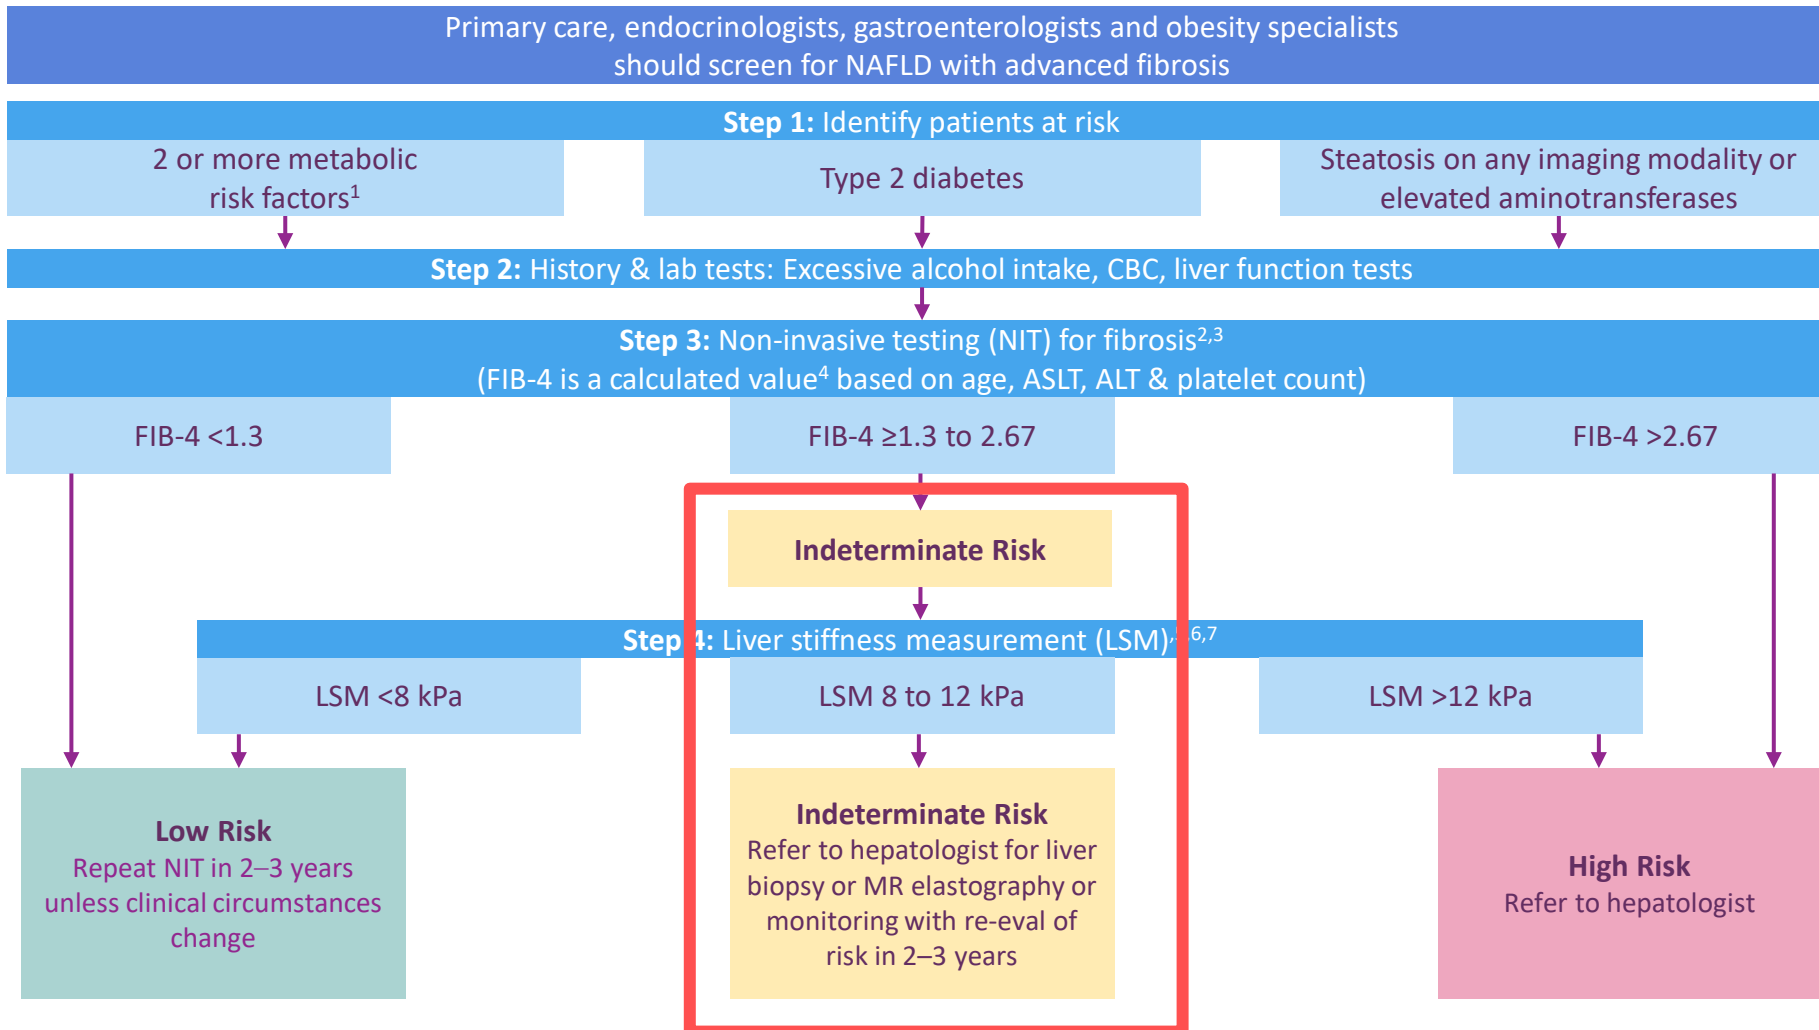 Primary care, endocrinologists, gastroenterologists and obesity specialists
should screen for NAFLD with advanced fibrosis
Step 1: Identify patients at risk
2 or more metabolic
risk factors¹
Type 2 diabetes
Steatosis on any imaging modality or
elevated aminotransferases
Step 2: History & lab tests: Excessive alcohol intake, CBC, liver function tests
Step 3: Non-invasive testing (NIT) for fibrosis²,³
(FIB-4 is a calculated value⁴ based on age, ASLT, ALT & platelet count)
FIB-4 <1.3
FIB-4 ≥1.3 to 2.67
FIB-4 >2.67
Indeterminate Risk
Step 4: Liver stiffness measurement (LSM)⁶,⁷
LSM <8 kPa
LSM 8 to 12 kPa
LSM >12 kPa
Low Risk
Repeat NIT in 2–3 years
unless clinical circumstances
change
Indeterminate Risk
Refer to hepatologist for liver
biopsy or MR elastography or
monitoring with re-eval of
risk in 2–3 years
High Risk
Refer to hepatologist